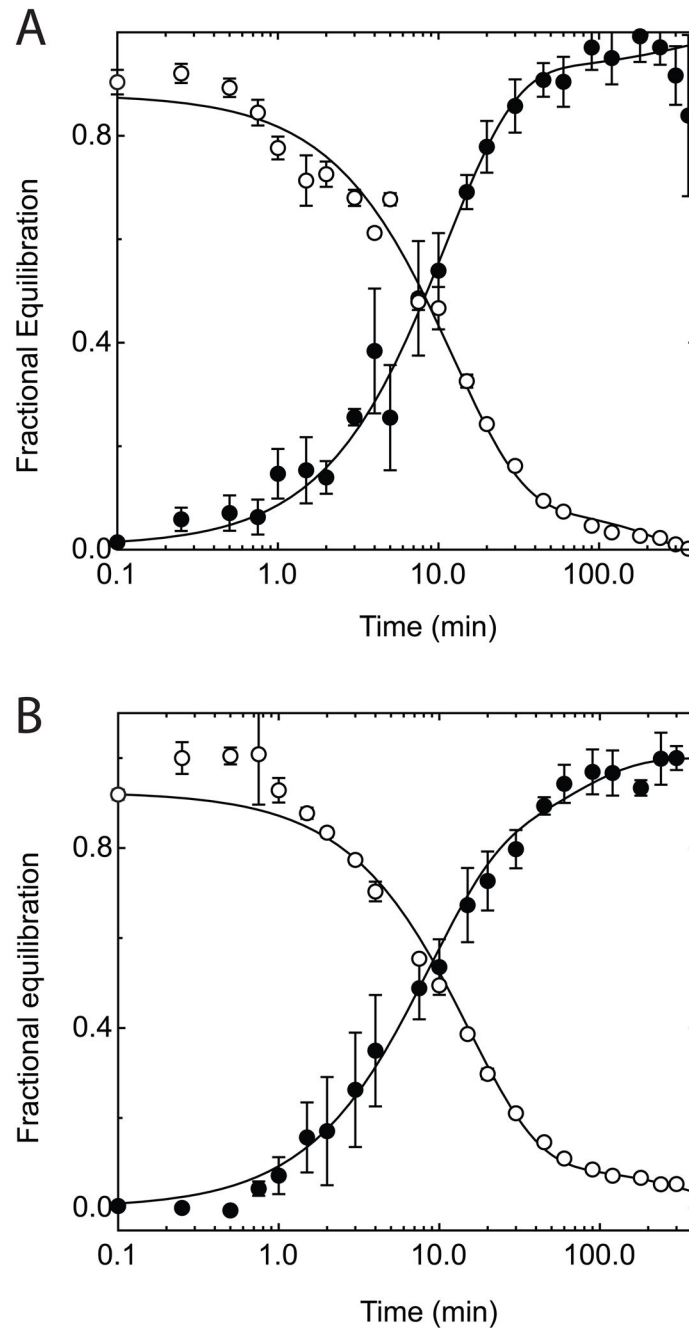 A
Fractional Equilibration
0.8
0.4
0.0
0.1 1.0 10.0 100.0
Time (min)
B
Fractional equilibration
0.8
0.4
0.0
0.1 1.0 10.0 100.0
Time (min)